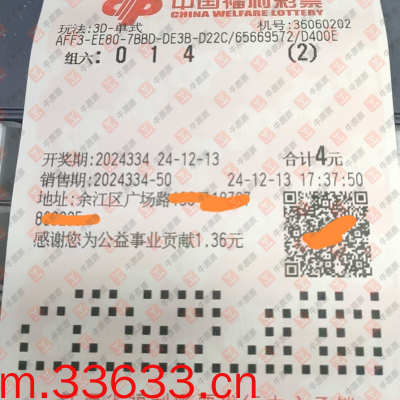 中国福利彩票
CHINA WELFARE LOTTERY
玩法:3D-单式 机号:36060202
AFF3-EE80-7BBD-DE3B-D22C/65669572/D400E
组六: 0 1 4 (2)
开奖期:2024334 24-12-13 合计4元
销售期:2024334-50 24-12-13 17:37:50
地址:余江区广场路
感谢您为公益事业贡献1.36元
m.33633.cn